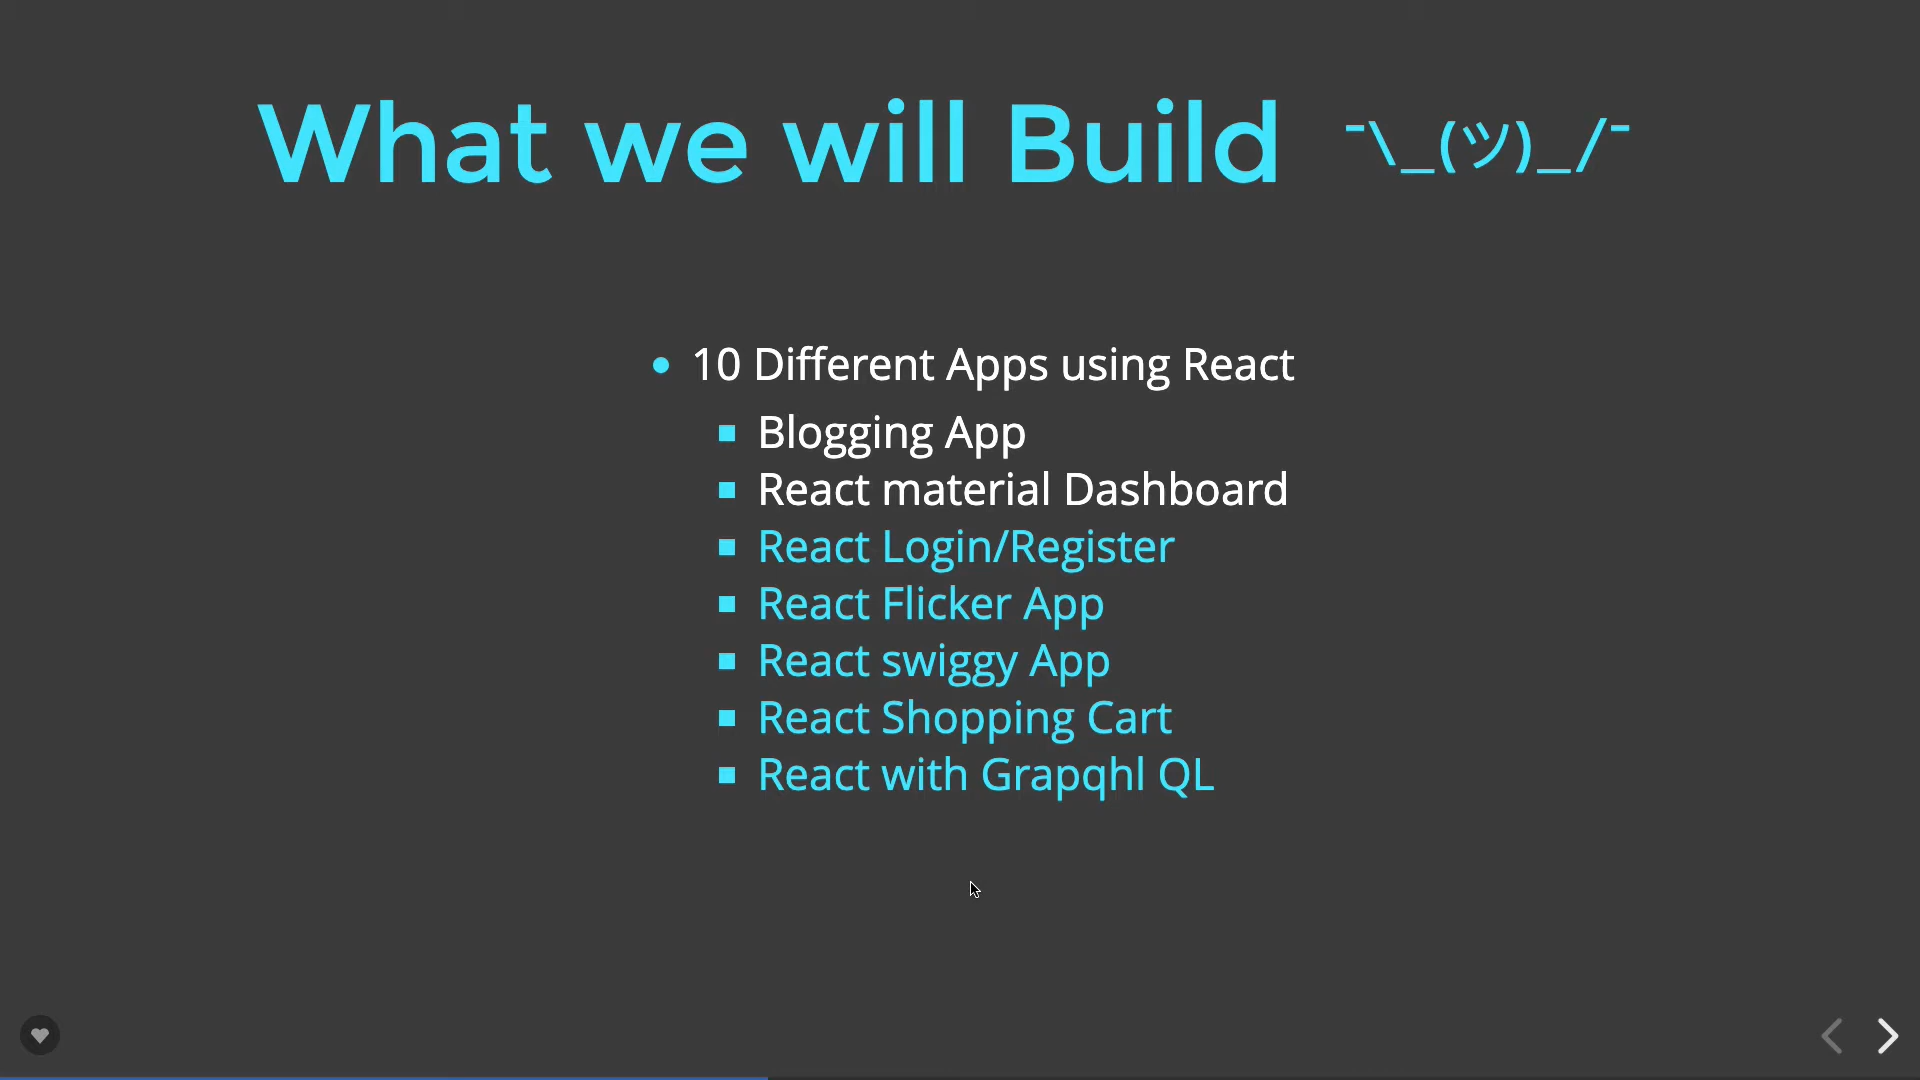 What we will Build ¯\_(ツ)_/¯
10 Different Apps using React
Blogging App
React material Dashboard
React Login/Register
React Flicker App
React swiggy App
React Shopping Cart
React with Grapqhl QL